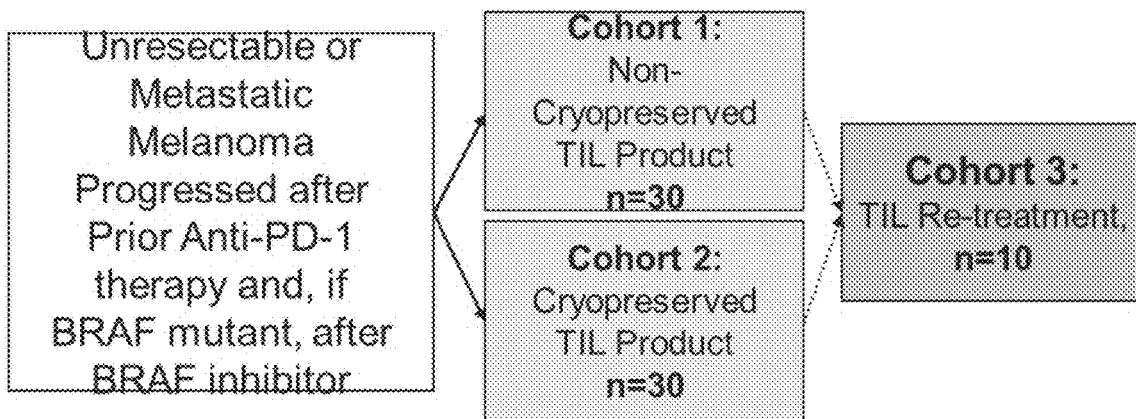 Unresectable or
Metastatic
Melanoma
Progressed after
Prior Anti-PD-1
therapy and, if
BRAF mutant, after
BRAF inhibitor
Cohort 1:
Non-
Cryopreserved
TIL Product
n=30
Cohort 2:
Cryopreserved
TIL Product
n=30
Cohort 3:
TIL Re-treatment,
n=10